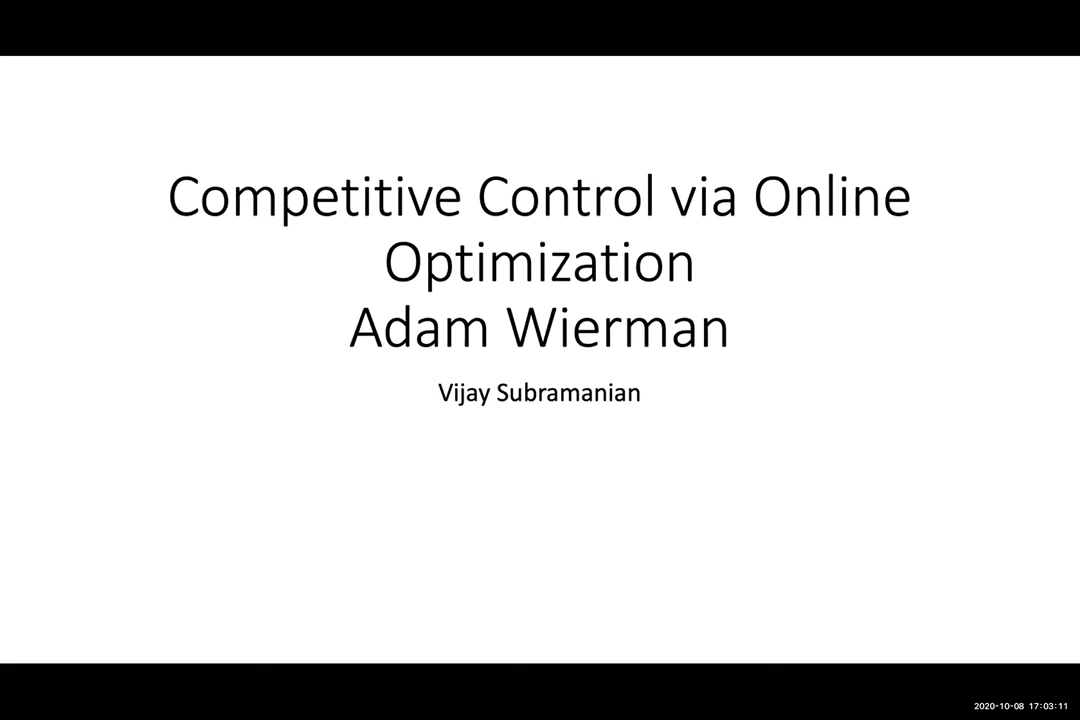 Competitive Control via Online
Optimization
Adam Wierman
Vijay Subramanian
2020-10-08 17:03:11